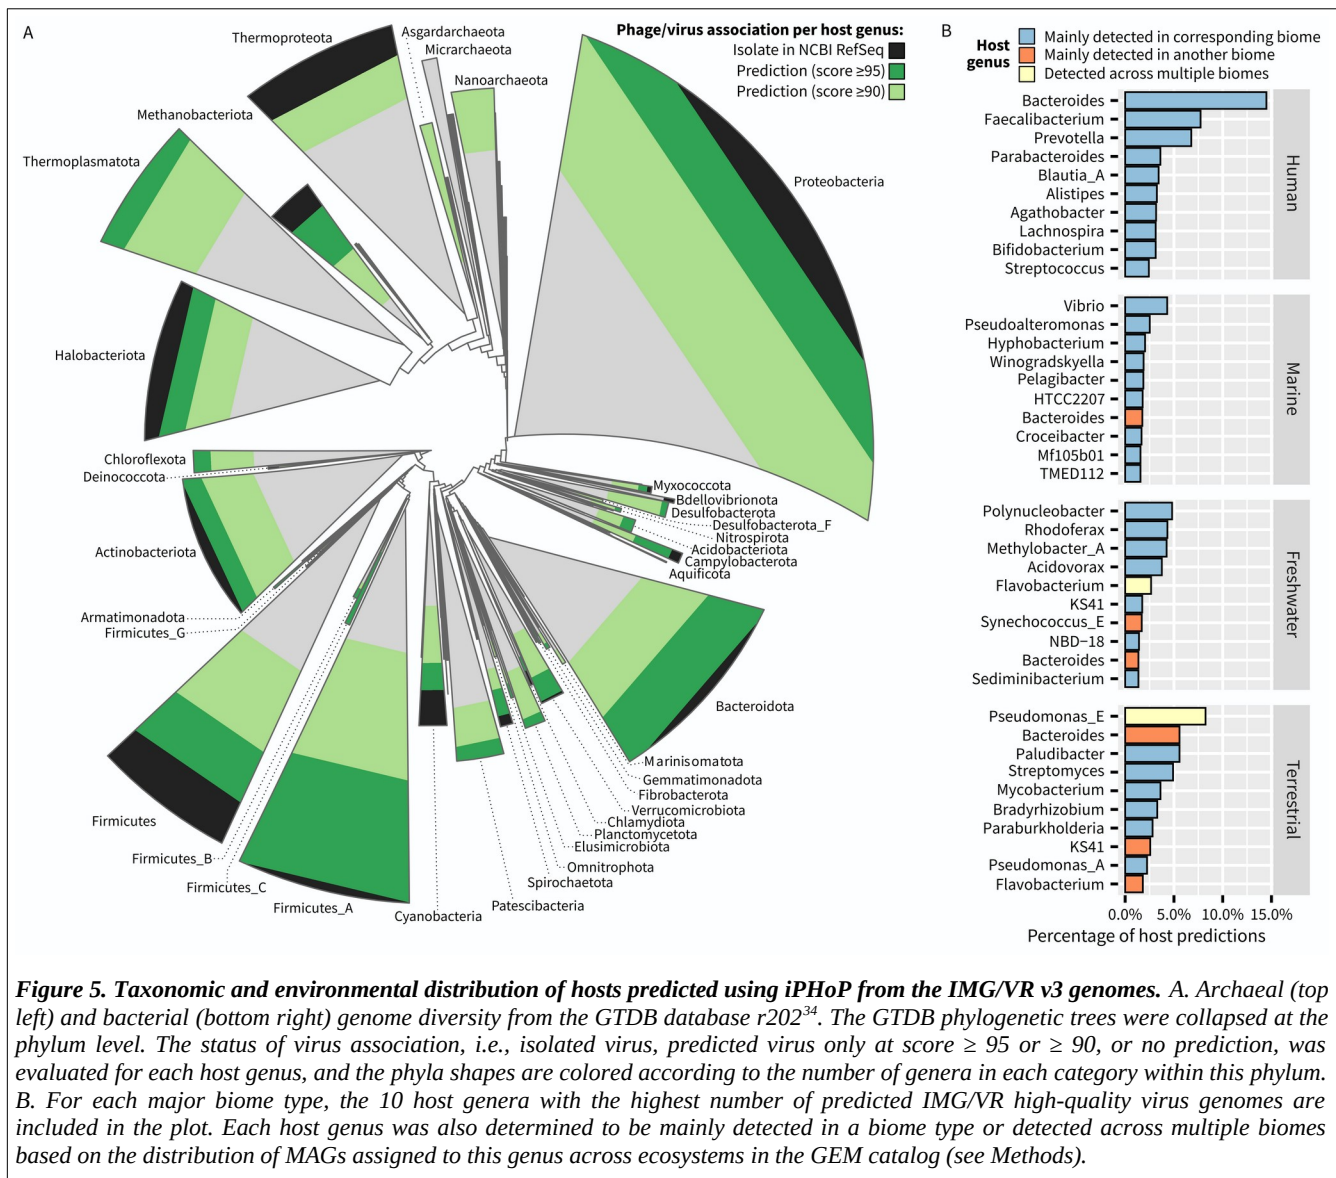 A
Phage/virus association per host genus:
Isolate in NCBI RefSeq
Prediction (score ≥95)
Prediction (score ≥90)
Asgardarchaeota
Thermoproteota
Micrarchaeota
Nanoarchaeota
Methanobacteriota
Thermoplasmatota
Proteobacteria
Halobacteriota
Chloroflexota
Deinococcota
Actinobacteriota
Armatimonadota
Firmicutes_G
Firmicutes
Firmicutes_B
Firmicutes_C
Firmicutes_A
Cyanobacteria
Patescibacteria
Spirochaetota
Omnitrophota
Elusimicrobiota
Planctomycetota
Chlamydiota
Verrucomicrobiota
Fibrobacterota
Gemmatimonadota
Marinisomatota
Bacteroidota
Myxococcota
Bdellovibrionota
Desulfobacterota
Desulfobacterota_F
Nitrospirota
Acidobacteriota
Campylobacterota
Aquificota
B
Host
genus
Mainly detected in corresponding biome
Mainly detected in another biome
Detected across multiple biomes
Bacteroides
Faecalibacterium
Prevotella
Parabacteroides
Blautia_A
Alistipes
Agathobacter
Lachnospira
Bifidobacterium
Streptococcus
Human
Vibrio
Pseudoalteromonas
Hyphobacterium
Winogradskyella
Pelagibacter
HTCC2207
Bacteroides
Croceibacter
Mf105b01
TMED112
Marine
Polynucleobacter
Rhodoferax
Methylobacter_A
Acidovorax
Flavobacterium
KS41
Synechococcus_E
NBD−18
Bacteroides
Sediminibacterium
Freshwater
Pseudomonas_E
Bacteroides
Paludibacter
Streptomyces
Mycobacterium
Bradyrhizobium
Paraburkholderia
KS41
Pseudomonas_A
Flavobacterium
Terrestrial
0.0% 5.0% 10.0% 15.0%
Percentage of host predictions
Figure 5. Taxonomic and environmental distribution of hosts predicted using iPHoP from the IMG/VR v3 genomes. A. Archaeal (top
left) and bacterial (bottom right) genome diversity from the GTDB database r20234. The GTDB phylogenetic trees were collapsed at the
phylum level. The status of virus association, i.e., isolated virus, predicted virus only at score ≥ 95 or ≥ 90, or no prediction, was
evaluated for each host genus, and the phyla shapes are colored according to the number of genera in each category within this phylum.
B. For each major biome type, the 10 host genera with the highest number of predicted IMG/VR high-quality virus genomes are
included in the plot. Each host genus was also determined to be mainly detected in a biome type or detected across multiple biomes
based on the distribution of MAGs assigned to this genus across ecosystems in the GEM catalog (see Methods).